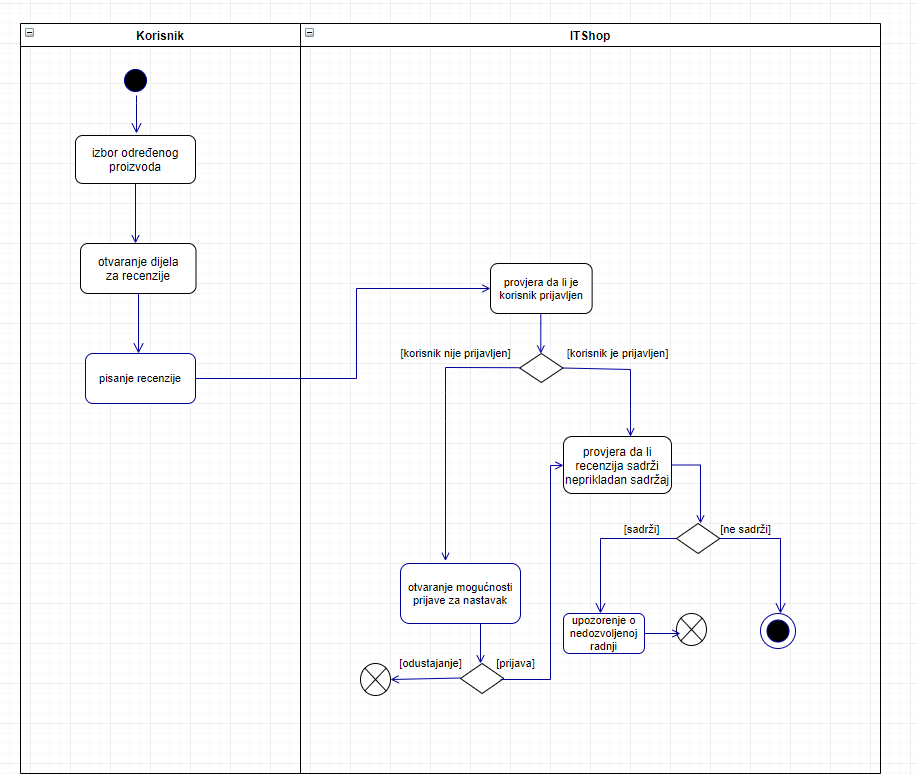 Korisnik
ITShop
izbor određenog
proizvoda
otvaranje dijela
za recenzije
pisanje recenzije
provjera da li je
korisnik prijavljen
[korisnik nije prijavljen]
[korisnik je prijavljen]
provjera da li
recenzija sadrži
neprikladan sadržaj
[sadrži]
[ne sadrži]
otvaranje mogućnosti
prijave za nastavak
upozorenje o
nedozvoljenoj
radnji
[odustajanje]
[prijava]